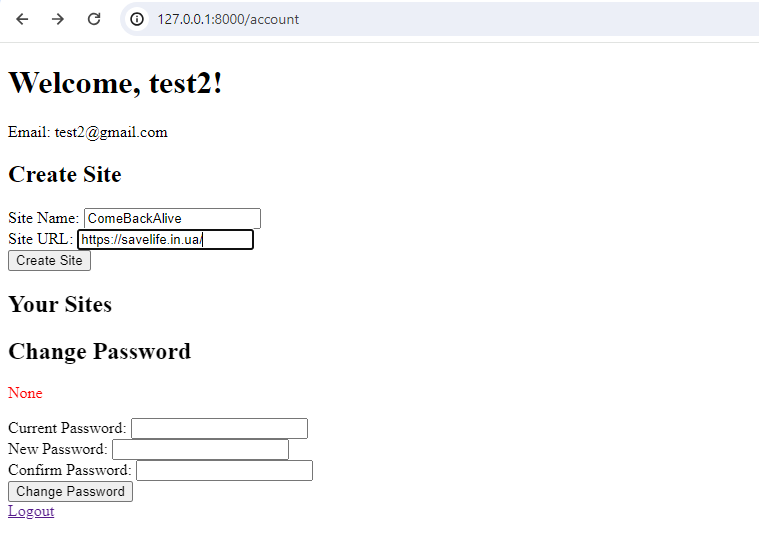 127.0.0.1:8000/account
Welcome, test2!
Email: test2@gmail.com
Create Site
Site Name: ComeBackAlive
Site URL: https://savelife.in.ua/
Create Site
Your Sites
Change Password
None
Current Password:
New Password:
Confirm Password:
Change Password
Logout